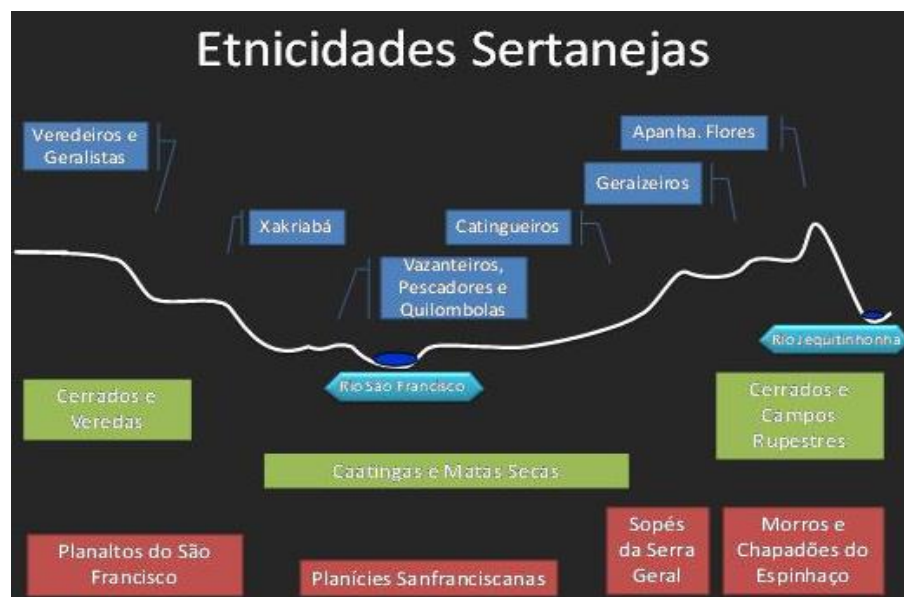 Etnicidades Sertanejas
Veredeiros e
Geralistas
Apanha. Flores
Geraizeiros
Xakriabá
Catingueiros
Vazanteiros,
Pescadores e
Quilombolas
Rio Jequitinhonha
Rio São Francisco
Cerrados e
Veredas
Cerrados e
Campos
Rupestres
Caatingas e Matas Secas
Planaltos do São
Francisco
Planícies Sanfranciscanas
Sopés
da Serra
Geral
Morros e
Chapadões do
Espinhaço